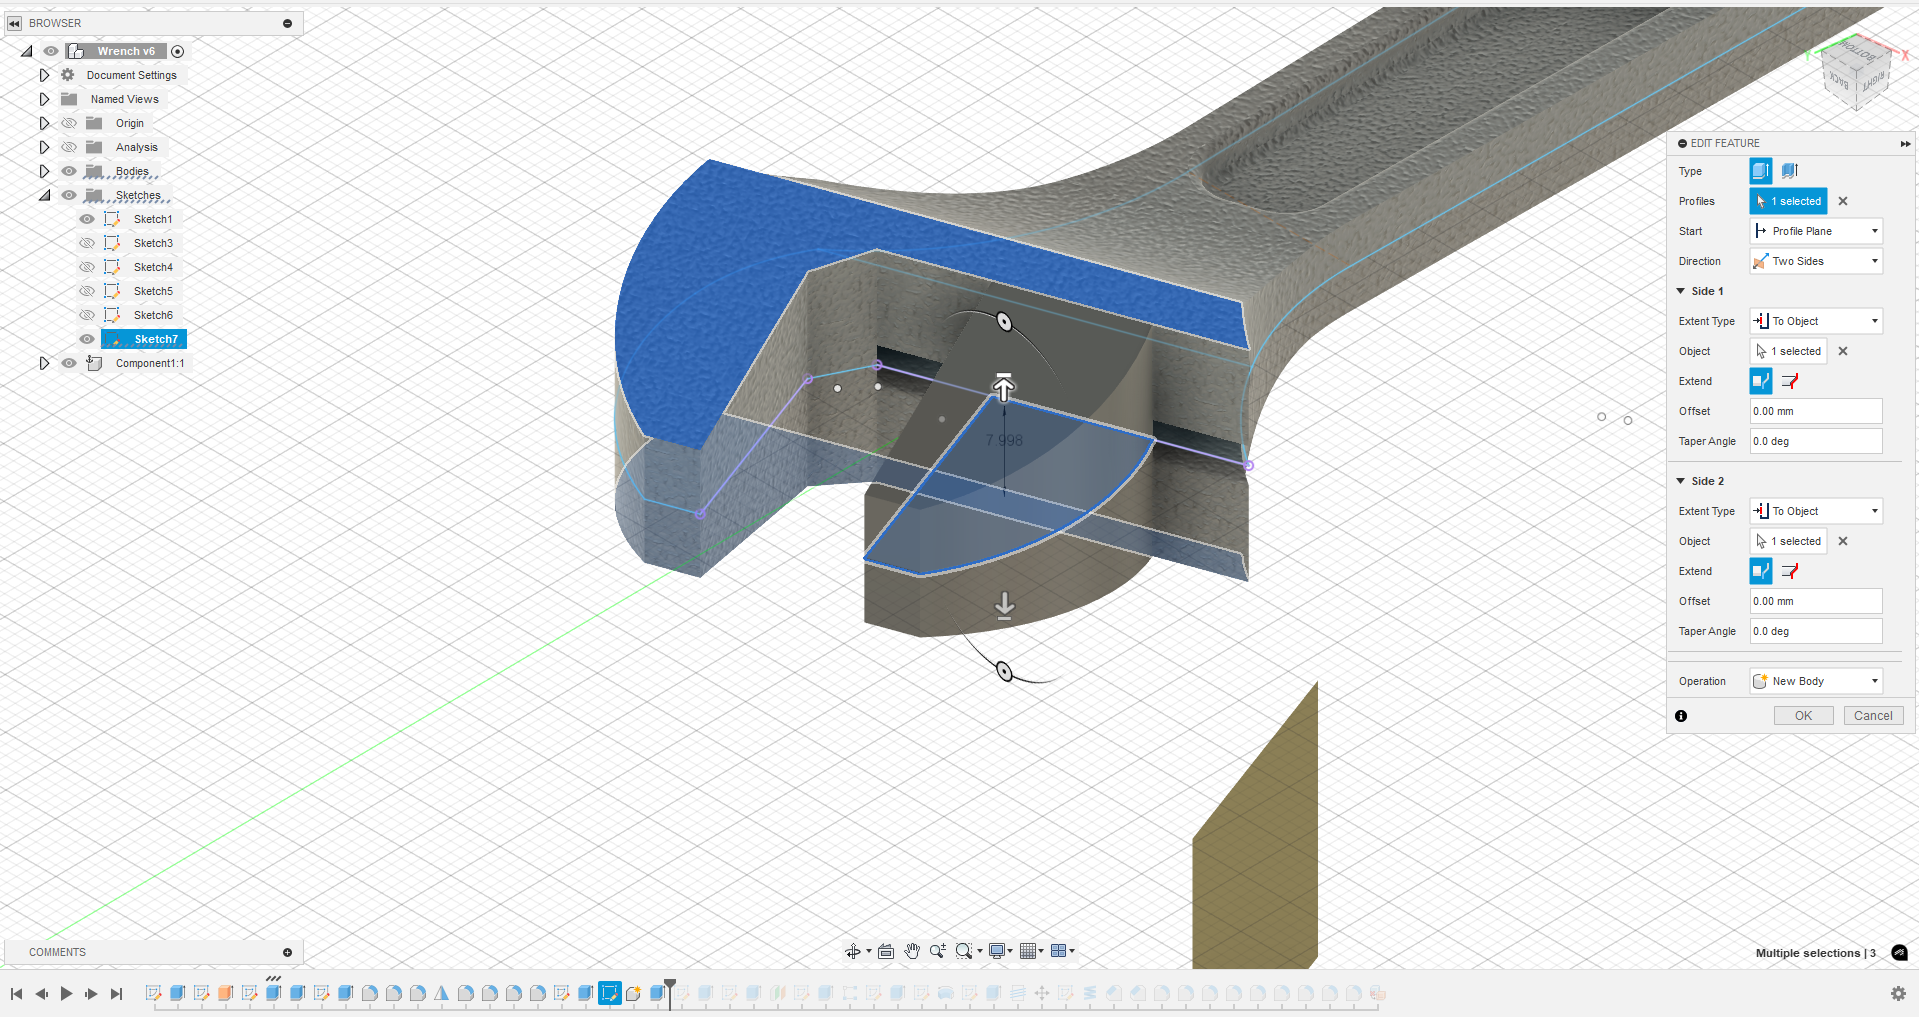 BROWSER
Wrench v6
Document Settings
Named Views
Origin
Analysis
Bodies
Sketches
Sketch1
Sketch3
Sketch4
Sketch5
Sketch6
Sketch7
Component1:1
7.998
BOTTOM
BACK
RIGHT
Y
X
EDIT FEATURE
Type
Profiles 1 selected
Start Profile Plane
Direction Two Sides
Side 1
Extent Type To Object
Object 1 selected
Extend
Offset 0.00 mm
Taper Angle 0.0 deg
Side 2
Extent Type To Object
Object 1 selected
Extend
Offset 0.00 mm
Taper Angle 0.0 deg
Operation New Body
OK Cancel
COMMENTS
Multiple selections | 3